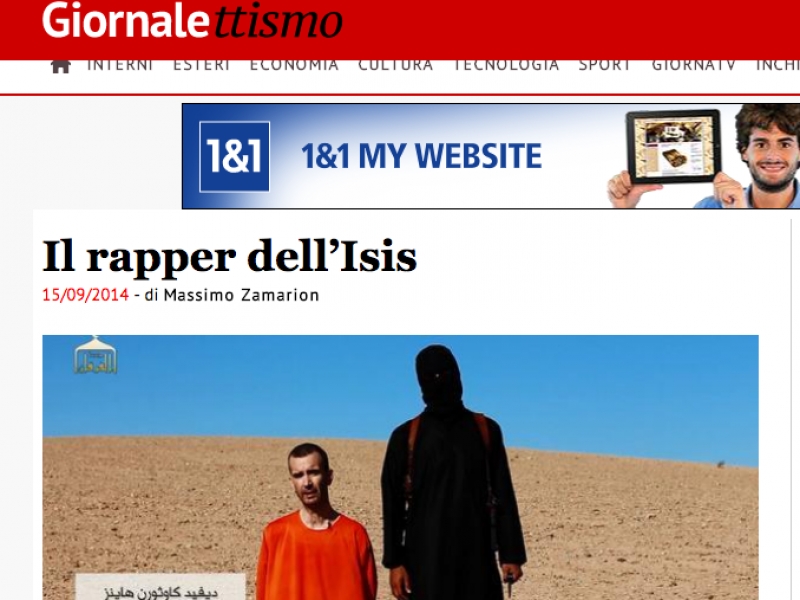 Giornalettismo
INTERNI ESTERI ECONOMIA CULTURA TECNOLOGIA SPORT GIORNATV INCHI
1&1 1&1 MY WEBSITE
Il rapper dell’Isis
15/09/2014 - di Massimo Zamarion
ديفيد كاوثورن هاينز